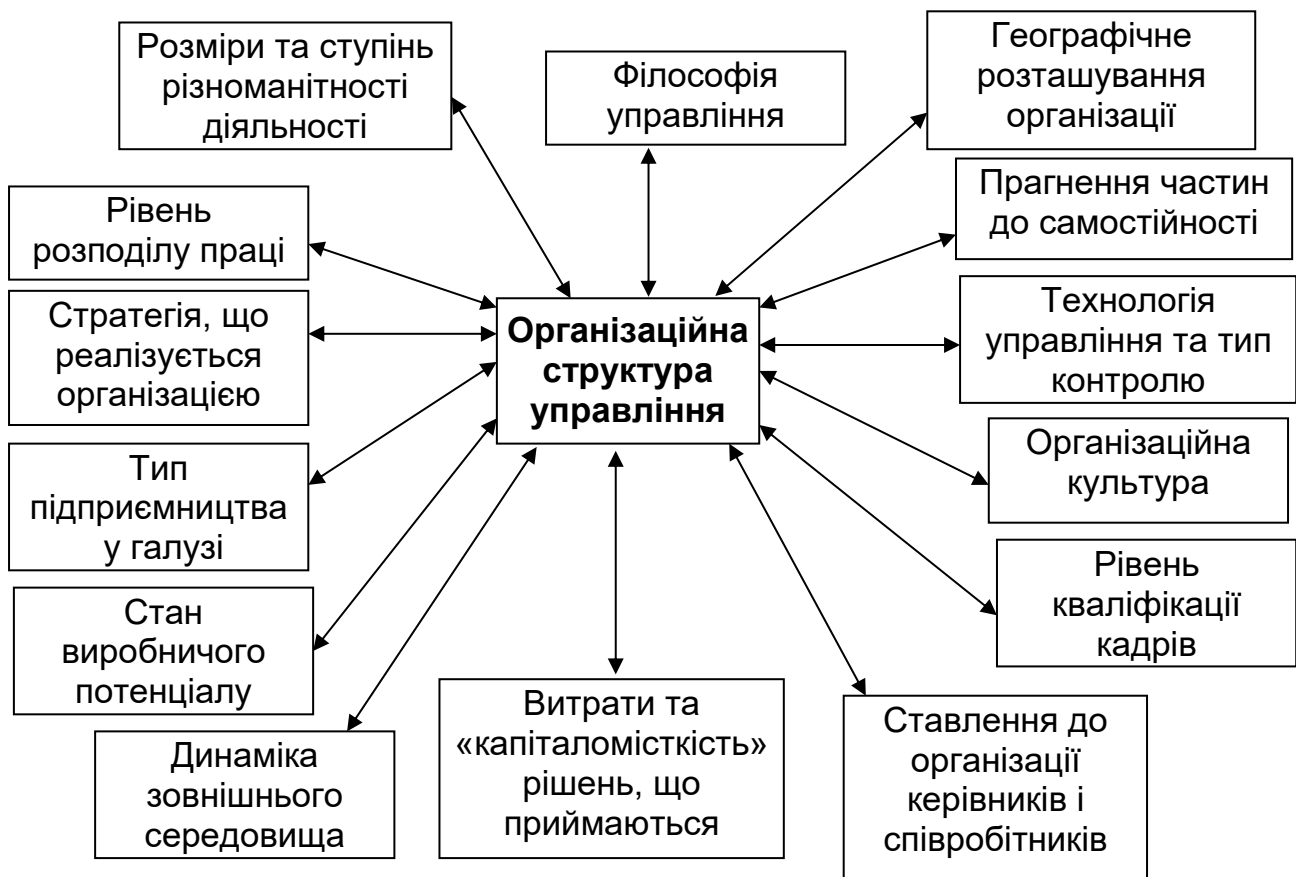 Розміри та ступінь
різноманітності
діяльності
Філософія
управління
Географічне
розташування
організації
Прагнення частин
до самостійності
Рівень
розподілу праці
Стратегія, що
реалізується
організацією
Організаційна
структура
управління
Технологія
управління та тип
контролю
Організаційна
культура
Тип
підприємництва
у галузі
Рівень
кваліфікації
кадрів
Стан
виробничого
потенціалу
Динаміка
зовнішнього
середовища
Витрати та
«капіталомісткість»
рішень, що
приймаються
Ставлення до
організації
керівників і
співробітників